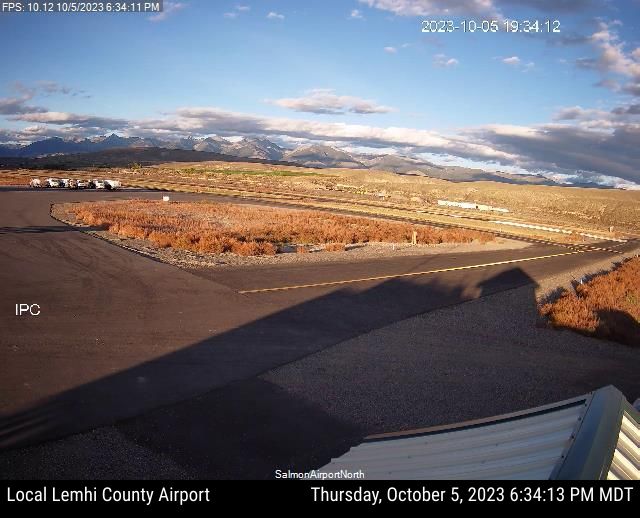 FPS: 10.12 10/5/2023 6:34:11 PM
2023-10-05 19:34:12
IPC
SalmonAirportNorth
Local Lemhi County Airport
Thursday, October 5, 2023 6:34:13 PM MDT